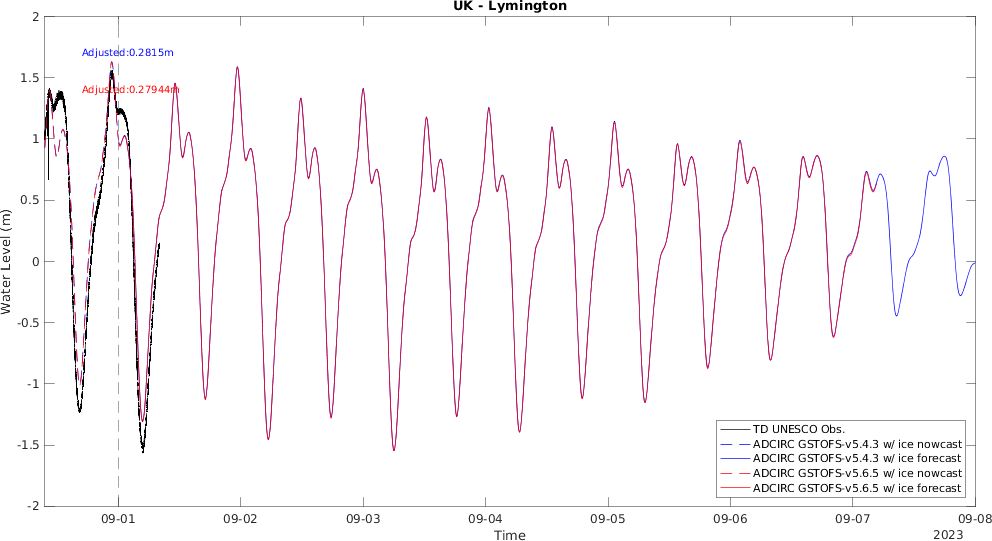 UK - Lymington
2
1.5
1
0.5
0
-0.5
-1
-1.5
-2
Water Level (m)
Adjusted:0.2815m
Adjusted:0.27944m
TD UNESCO Obs.
ADCIRC GSTOFS-v5.4.3 w/ ice nowcast
ADCIRC GSTOFS-v5.4.3 w/ ice forecast
ADCIRC GSTOFS-v5.6.5 w/ ice nowcast
ADCIRC GSTOFS-v5.6.5 w/ ice forecast
09-01 09-02 09-03 09-04 09-05 09-06 09-07 09-08
Time
2023